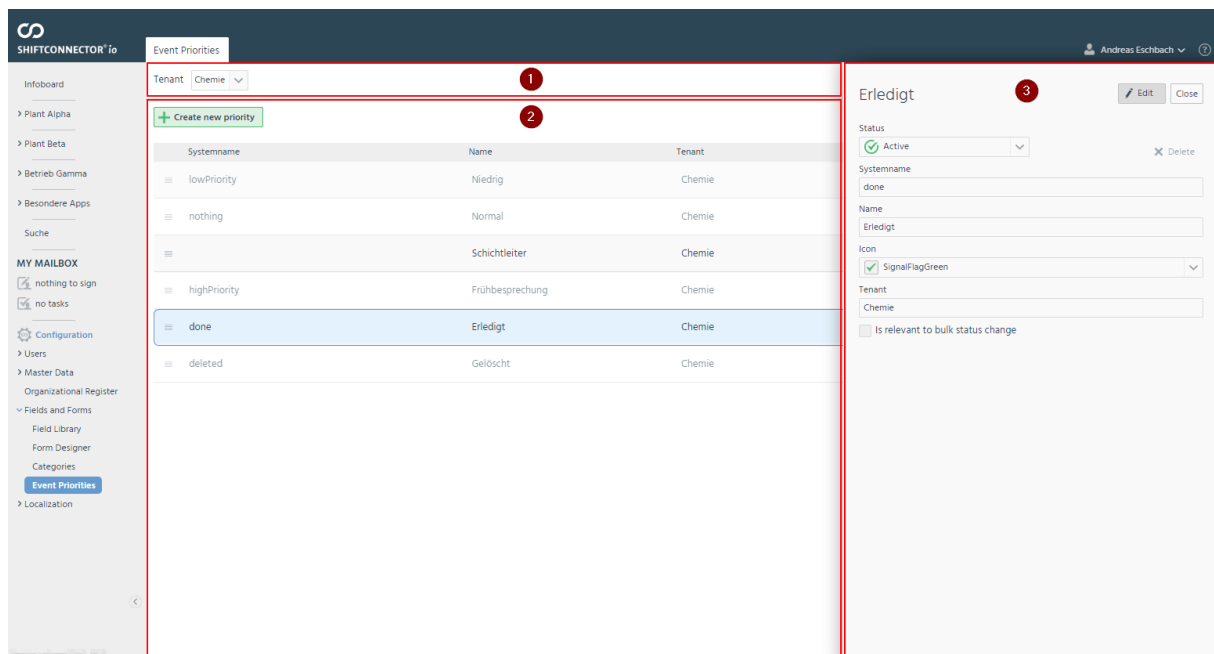 SHIFTCONNECTOR® io
Event Priorities
Andreas Eschbach
?
Infoboard
Plant Alpha
Plant Beta
Betrieb Gamma
Besondere Apps
Suche
MY MAILBOX
nothing to sign
no tasks
Configuration
Users
Master Data
Organizational Register
Fields and Forms
Field Library
Form Designer
Categories
Event Priorities
Localization
Tenant Chemie
1
Create new priority
2
Systemname Name Tenant
lowPriority Niedrig Chemie
nothing Normal Chemie
Schichtleiter Chemie
highPriority Frühbesprechung Chemie
done Erledigt Chemie
deleted Gelöscht Chemie
Erledigt
3
Edit Close
Status
Active
Delete
Systemname
done
Name
Erledigt
Icon
SignalFlagGreen
Tenant
Chemie
Is relevant to bulk status change